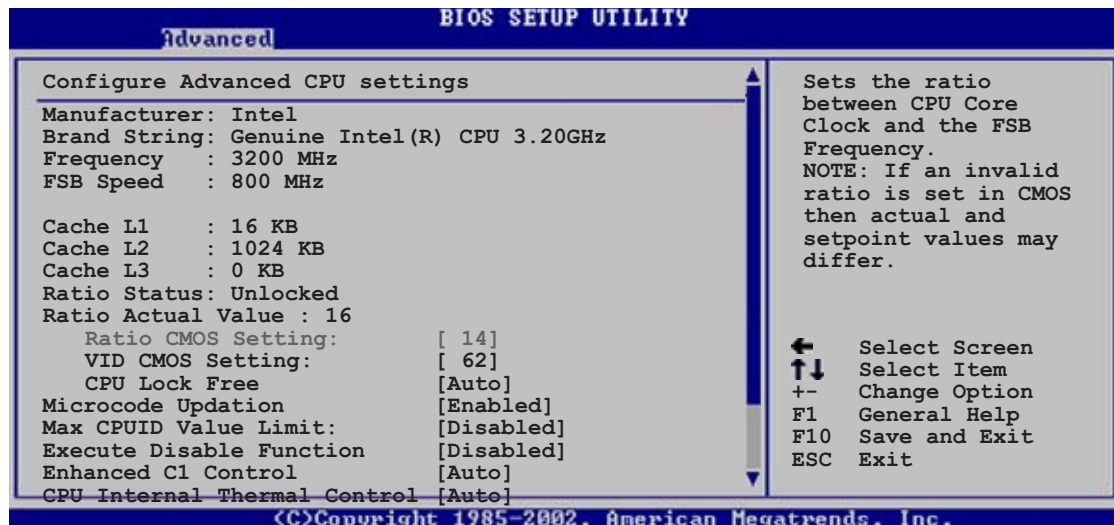 BIOS SETUP UTILITY
Advanced
Configure Advanced CPU settings
Manufacturer: Intel
Brand String: Genuine Intel(R) CPU 3.20GHz
Frequency : 3200 MHz
FSB Speed : 800 MHz
Cache L1 : 16 KB
Cache L2 : 1024 KB
Cache L3 : 0 KB
Ratio Status: Unlocked
Ratio Actual Value : 16
Ratio CMOS Setting: [ 14]
VID CMOS Setting: [ 62]
CPU Lock Free [Auto]
Microcode Updation [Enabled]
Max CPUID Value Limit: [Disabled]
Execute Disable Function [Disabled]
Enhanced C1 Control [Auto]
CPU Internal Thermal Control [Auto]
Sets the ratio
between CPU Core
Clock and the FSB
Frequency.
NOTE: If an invalid
ratio is set in CMOS
then actual and
setpoint values may
differ.
← Select Screen
↑↓ Select Item
+- Change Option
F1 General Help
F10 Save and Exit
ESC Exit
(C)Copyright 1985-2002, American Megatrends, Inc.